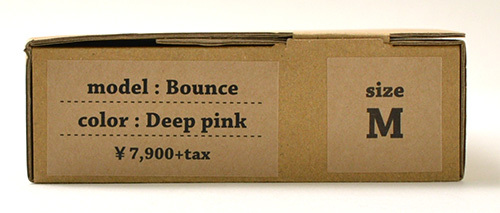 model : Bounce
color : Deep pink
¥7,900+tax
size
M